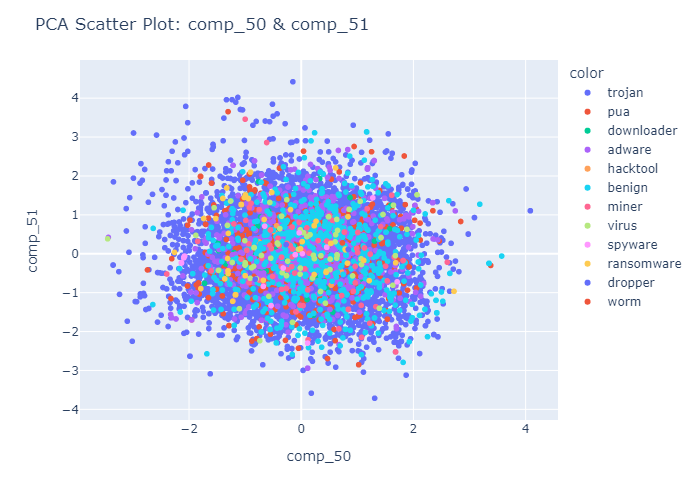 PCA Scatter Plot: comp_50 & comp_51
color
trojan
pua
downloader
adware
hacktool
benign
miner
virus
spyware
ransomware
dropper
worm
comp_51
4
3
2
1
0
−1
−2
−3
−4
−2
0
2
4
comp_50